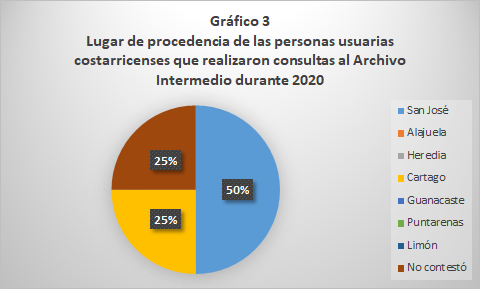 Gráfico 3
Lugar de procedencia de las personas usuarias
costarricenses que realizaron consultas al Archivo
Intermedio durante 2020
25%
50%
25%
San José
Alajuela
Heredia
Cartago
Guanacaste
Puntarenas
Limón
No contestó